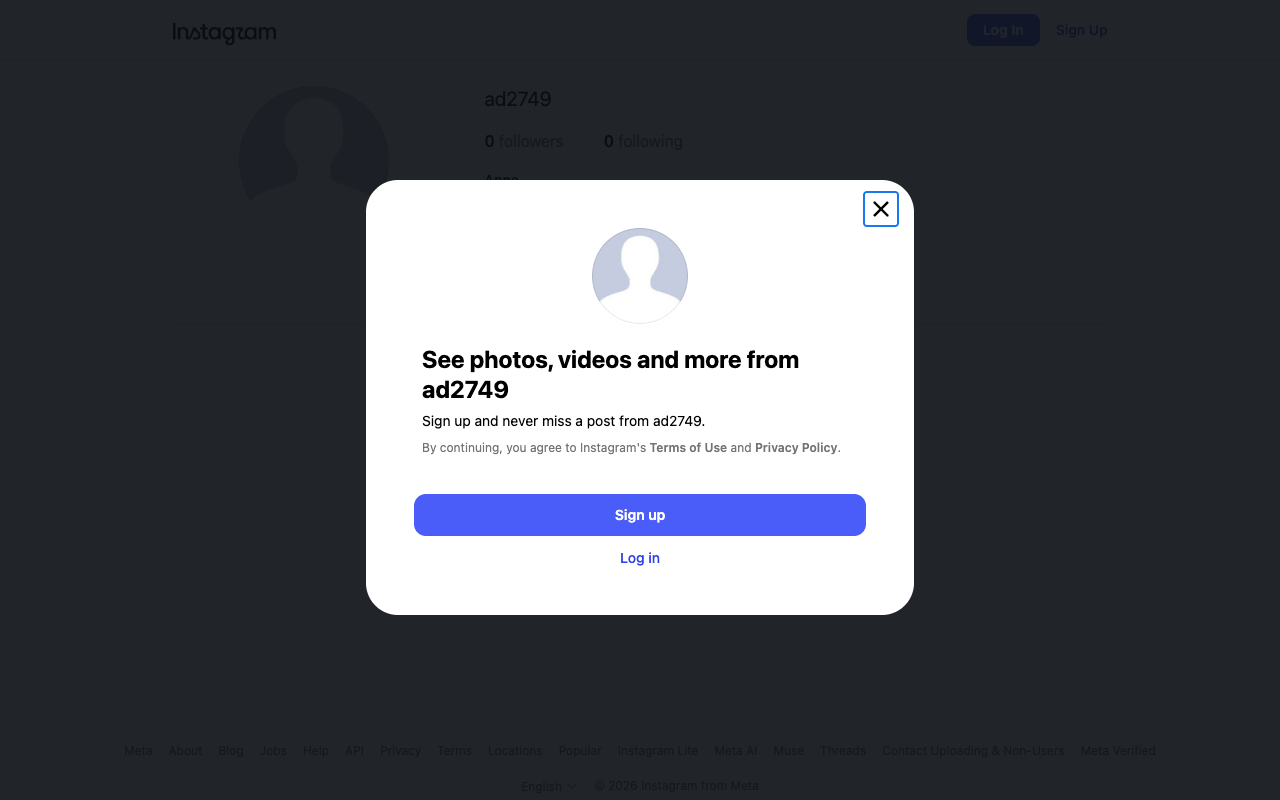 Instagram
Log In
Sign Up
ad2749
0 followers
0 following
See photos, videos and more from
ad2749
Sign up and never miss a post from ad2749.
By continuing, you agree to Instagram's Terms of Use and Privacy Policy.
Sign up
Log in
Meta
About
Blog
Jobs
Help
API
Privacy
Terms
Locations
Popular
Instagram Lite
Meta AI
Muse
Threads
Contact Uploading & Non-Users
Meta Verified
English
© 2026 Instagram from Meta